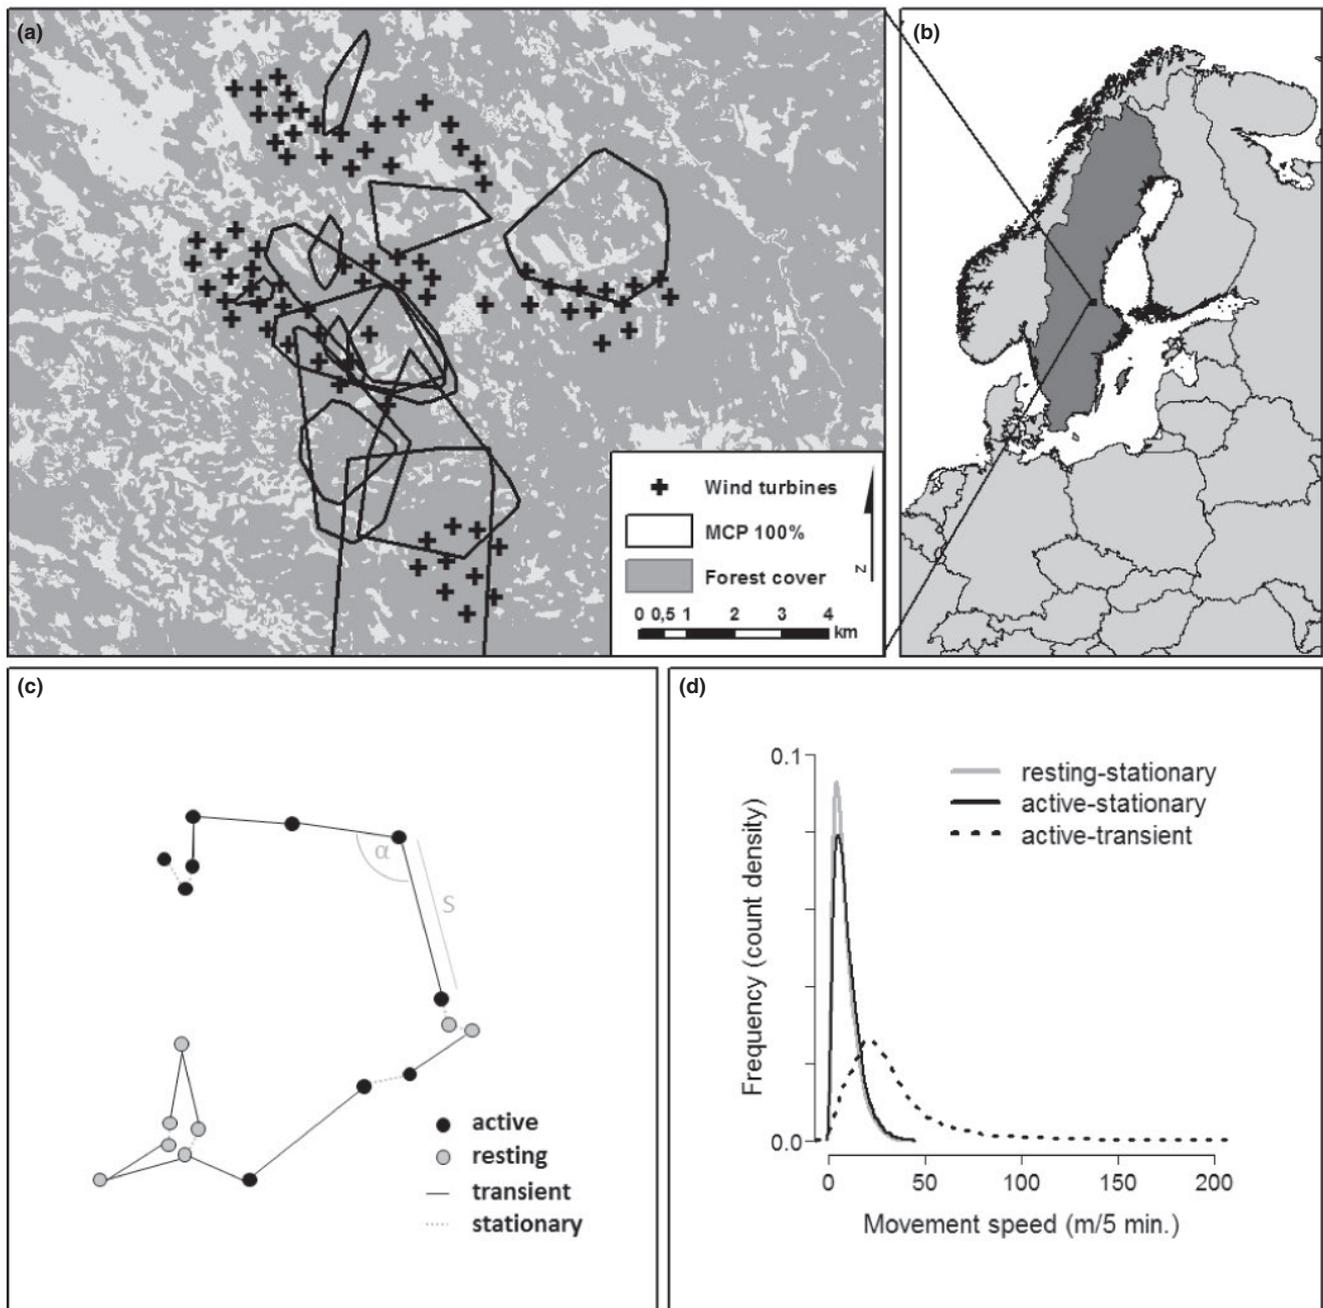 (a)
Wind turbines
MCP 100%
Forest cover
0 0,5 1 2 3 4
km
z
(b)
(c)
α
S
active
resting
transient
stationary
(d)
0.1
0.0
Frequency (count density)
resting-stationary
active-stationary
active-transient
0 50 100 150 200
Movement speed (m/5 min.)